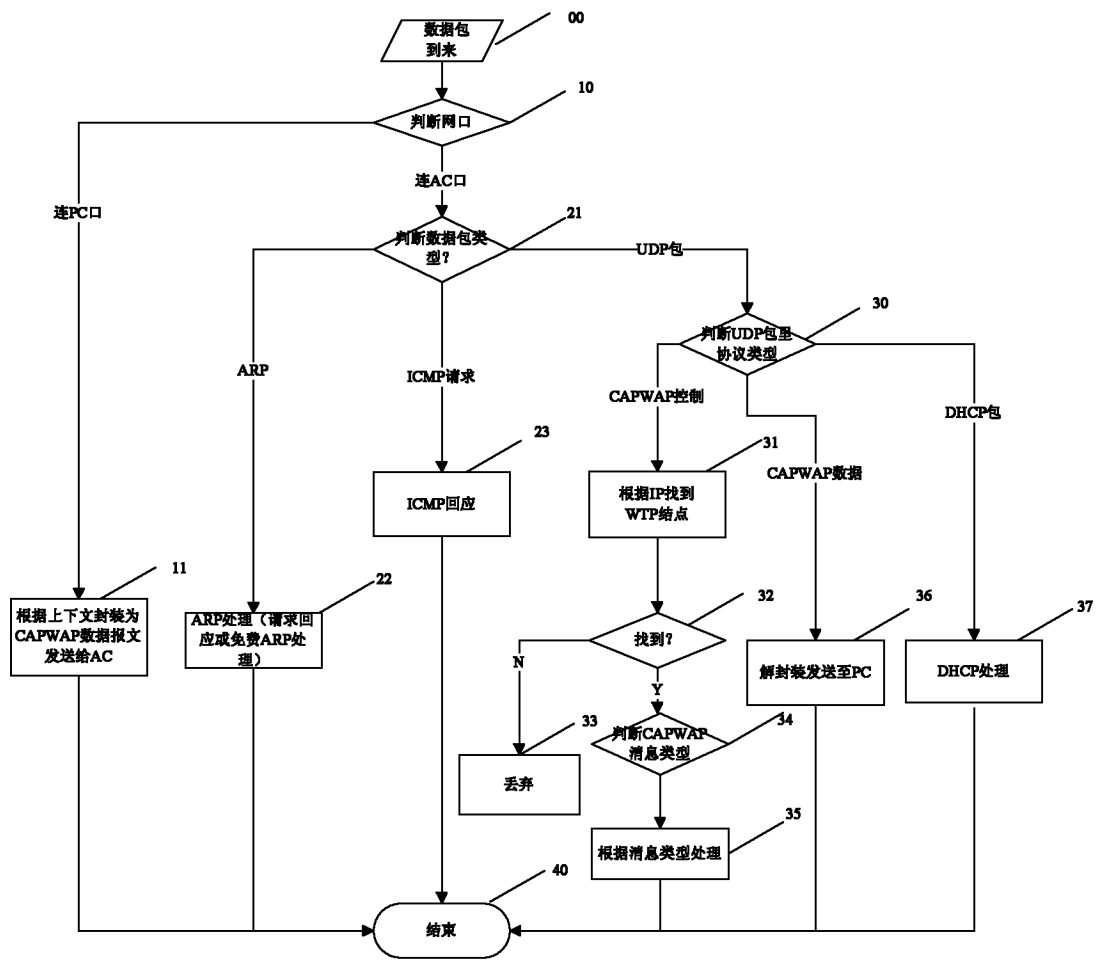 数据包
到来
00
判断网口
10
连AC口
连PC口
判断数据包类
型?
21
UDP包
判断UDP包里
协议类型
30
ARP
ICMP请求
CAPWAP控制
DHCP包
CAPWAP数据
ICMP回应
23
根据IP找到
WTP结点
31
根据上下文封装为
CAPWAP数据报文
发送给AC
11
ARP处理（请求回
应或免费ARP处
理）
22
找到?
32
N
Y
解封装发送至PC
36
DHCP处理
37
丢弃
33
判断CAPWAP
消息类型
34
根据消息类型处理
35
结束
40